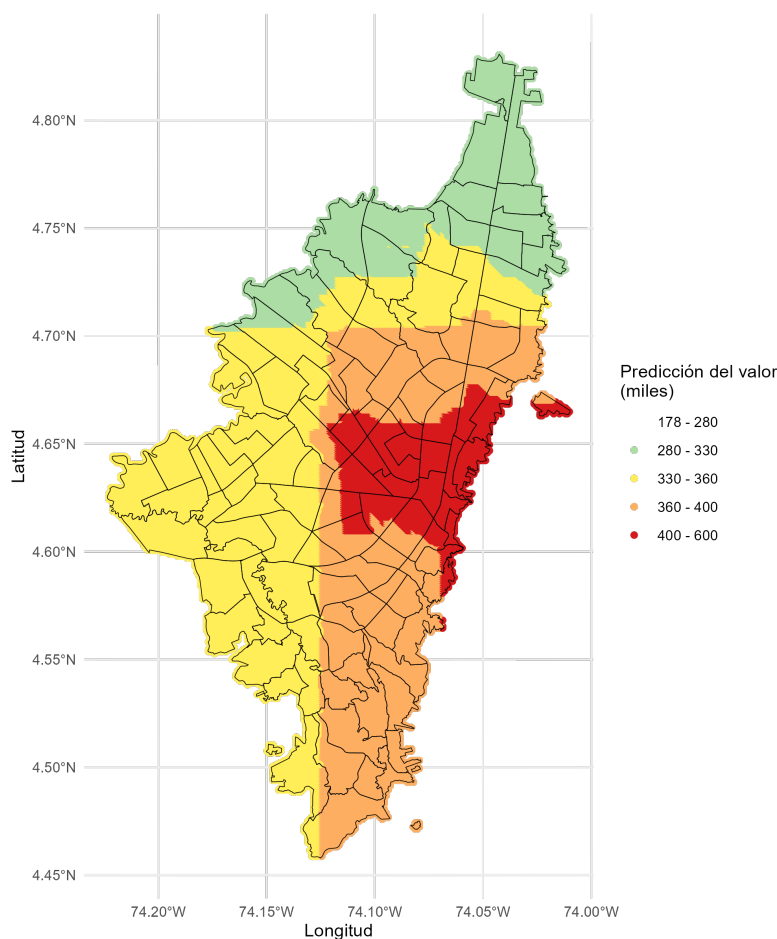 4.80°N
4.75°N
4.70°N
4.65°N
4.60°N
4.55°N
4.50°N
4.45°N
Latitud
74.20°W 74.15°W 74.10°W 74.05°W 74.00°W
Longitud
Predicción del valor
(miles)
178 - 280
280 - 330
330 - 360
360 - 400
400 - 600